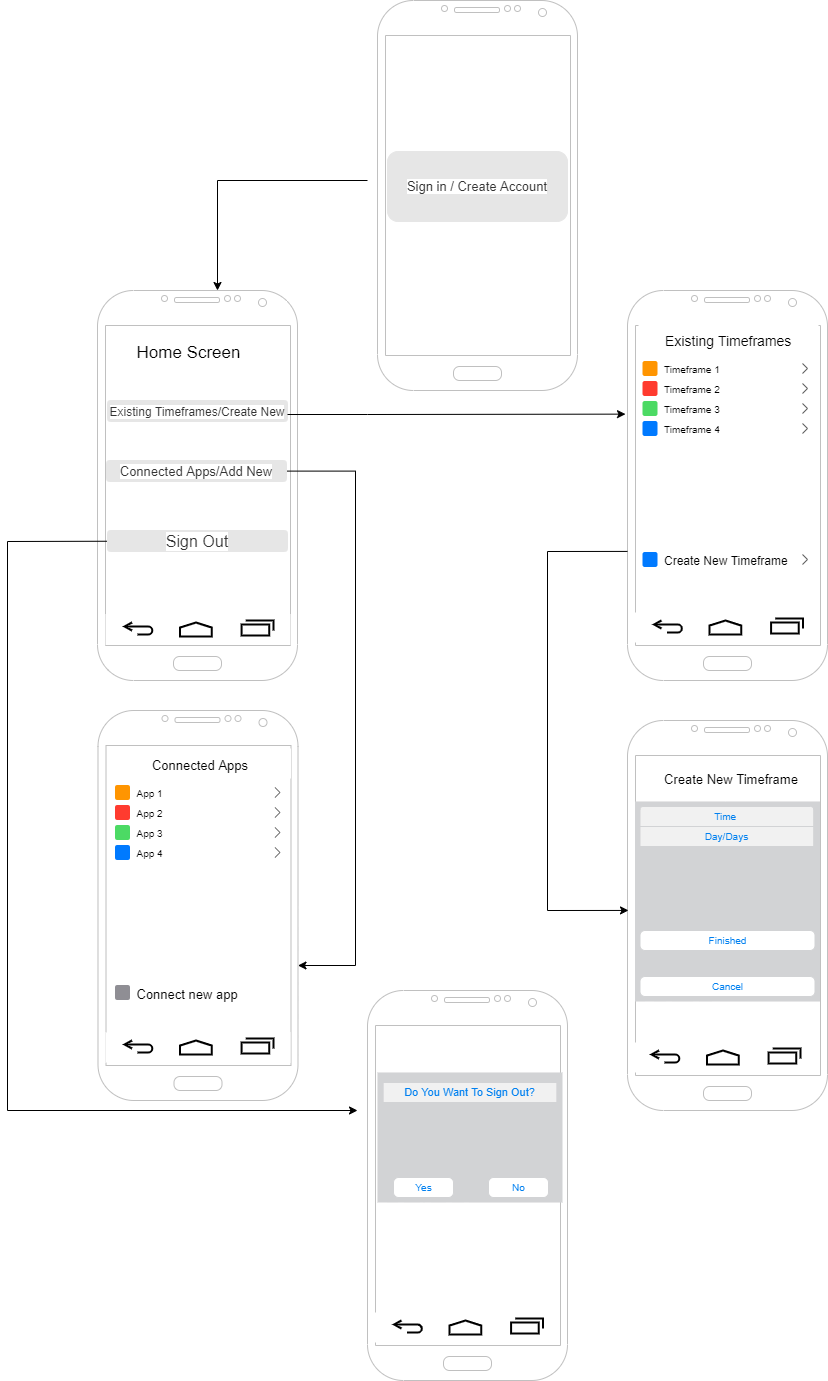 Sign in / Create Account
Home Screen
Existing Timeframes/Create New
Connected Apps/Add New
Sign Out
Existing Timeframes
Timeframe 1
Timeframe 2
Timeframe 3
Timeframe 4
Create New Timeframe
Connected Apps
App 1
App 2
App 3
App 4
Connect new app
Create New Timeframe
Time
Day/Days
Finished
Cancel
Do You Want To Sign Out?
Yes
No